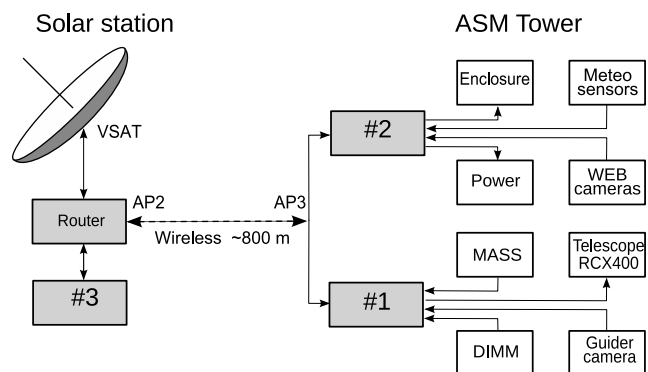 Solar station
ASM Tower
VSAT
Enclosure
Meteo
sensors
#2
Power
WEB
cameras
AP2
AP3
Router
Wireless ~800 m
#3
MASS
Telescope
RCX400
#1
DIMM
Guider
camera